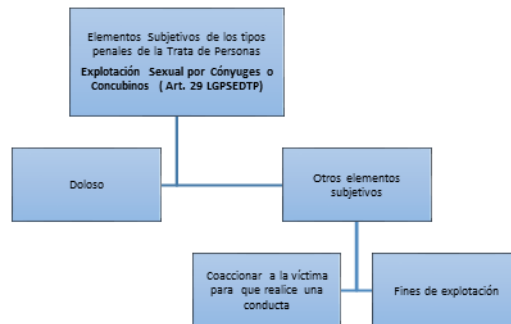 Elementos Subjetivos de los tipos
penales de la Trata de Personas
Explotación Sexual por Cónyuges o
Concubinos ( Art. 29 LGPSEDTP)
Doloso
Otros elementos
subjetivos
Coaccionar a la víctima
para que realice una
conducta
Fines de explotación